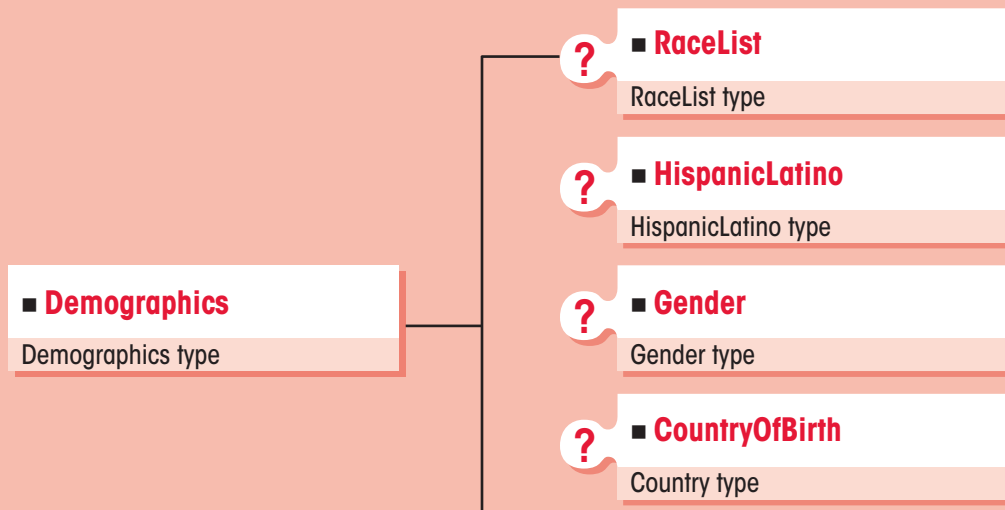 ? ■ RaceList
RaceList type
? ■ HispanicLatino
HispanicLatino type
■ Demographics
Demographics type
? ■ Gender
Gender type
? ■ CountryOfBirth
Country type